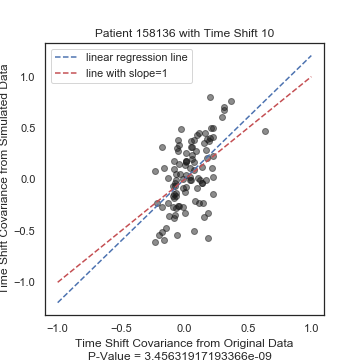 Patient 158136 with Time Shift 10
linear regression line
line with slope=1
Time Shift Covariance from Simulated Data
1.0
0.5
0.0
−0.5
−1.0
−1.0
−0.5
0.0
0.5
1.0
Time Shift Covariance from Original Data
P-Value = 3.45631917193366e-09